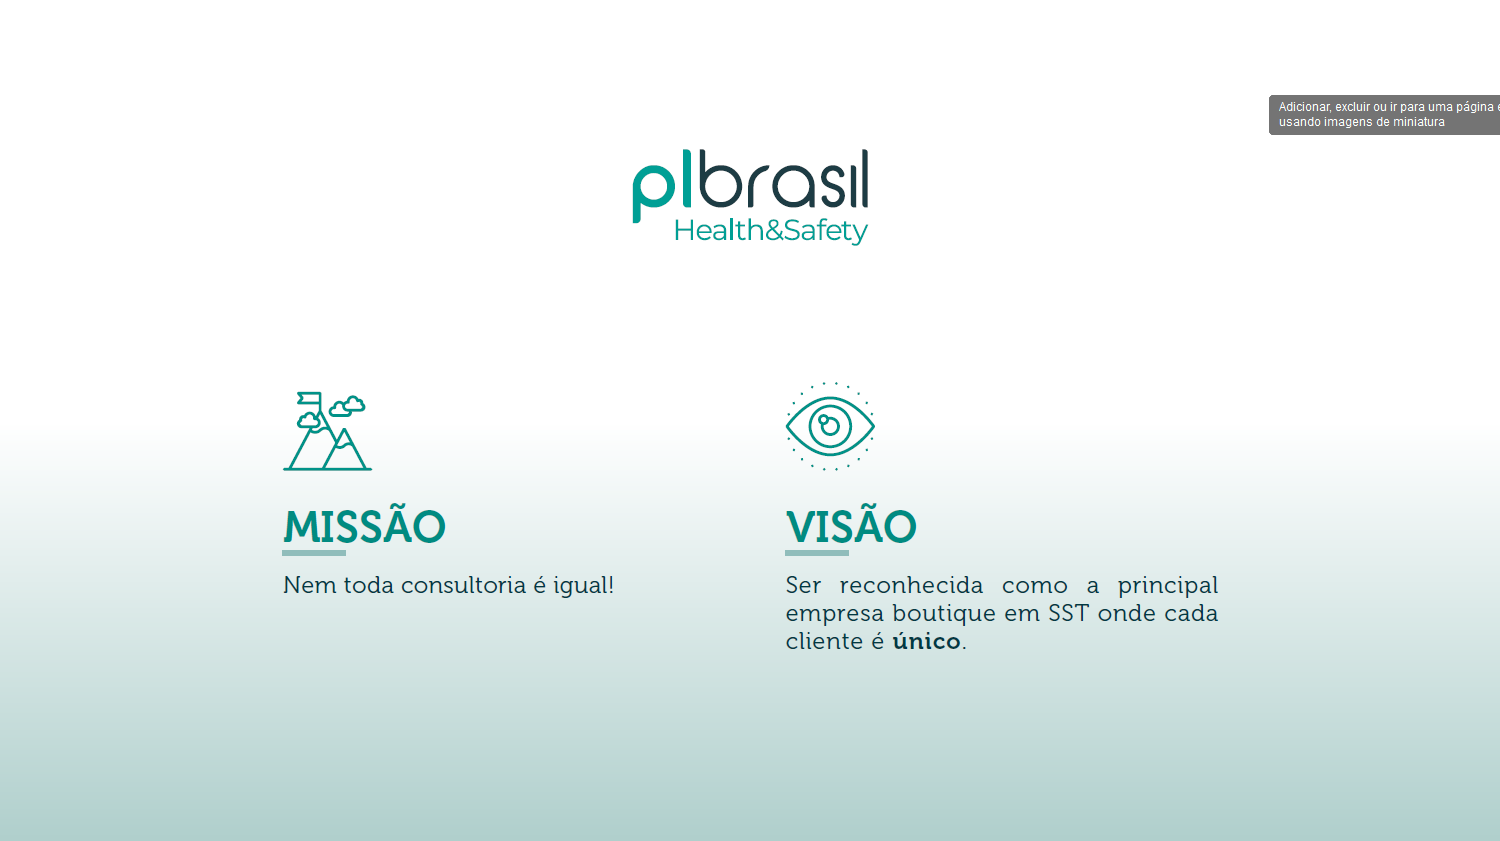 Adicionar, excluir ou ir para uma página e
usando imagens de miniatura
plbrasil
Health&Safety
MISSÃO
Nem toda consultoria é igual!
VISÃO
Ser reconhecida como a principal
empresa boutique em SST onde cada
cliente é único.